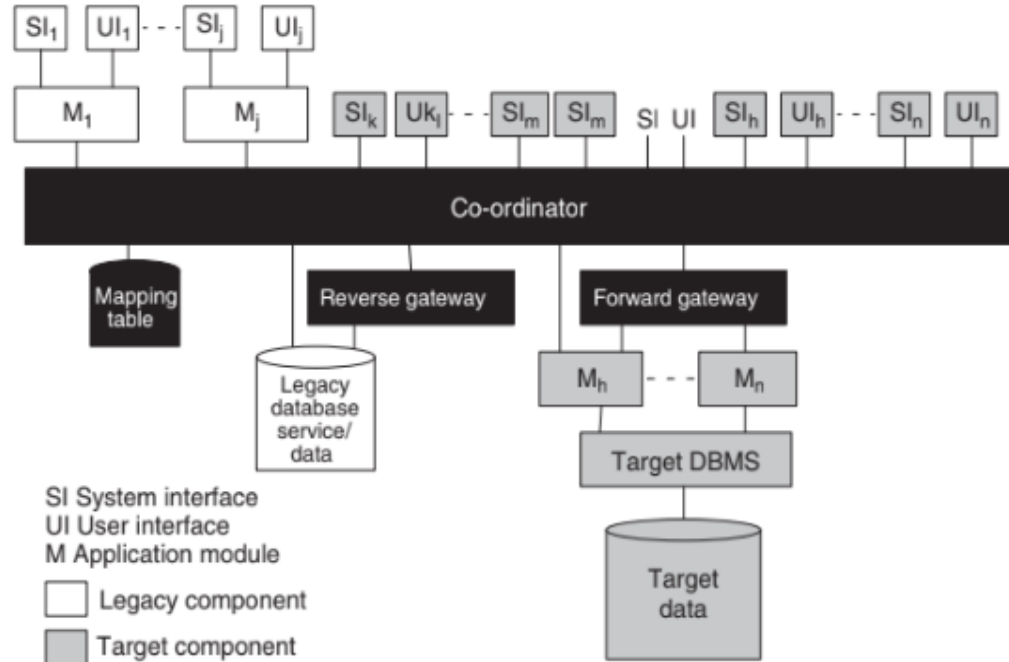 SI₁ UI₁ SIⱼ UIⱼ
M₁ Mⱼ
SIₖ Ukₗ SIₘ SIₘ SI UI SIₕ UIₕ SIₙ UIₙ
Co-ordinator
Mapping
table
Reverse gateway
Forward gateway
Legacy
database
service/
data
Mₕ Mₙ
Target DBMS
Target
data
SI System interface
UI User interface
M Application module
Legacy component
Target component